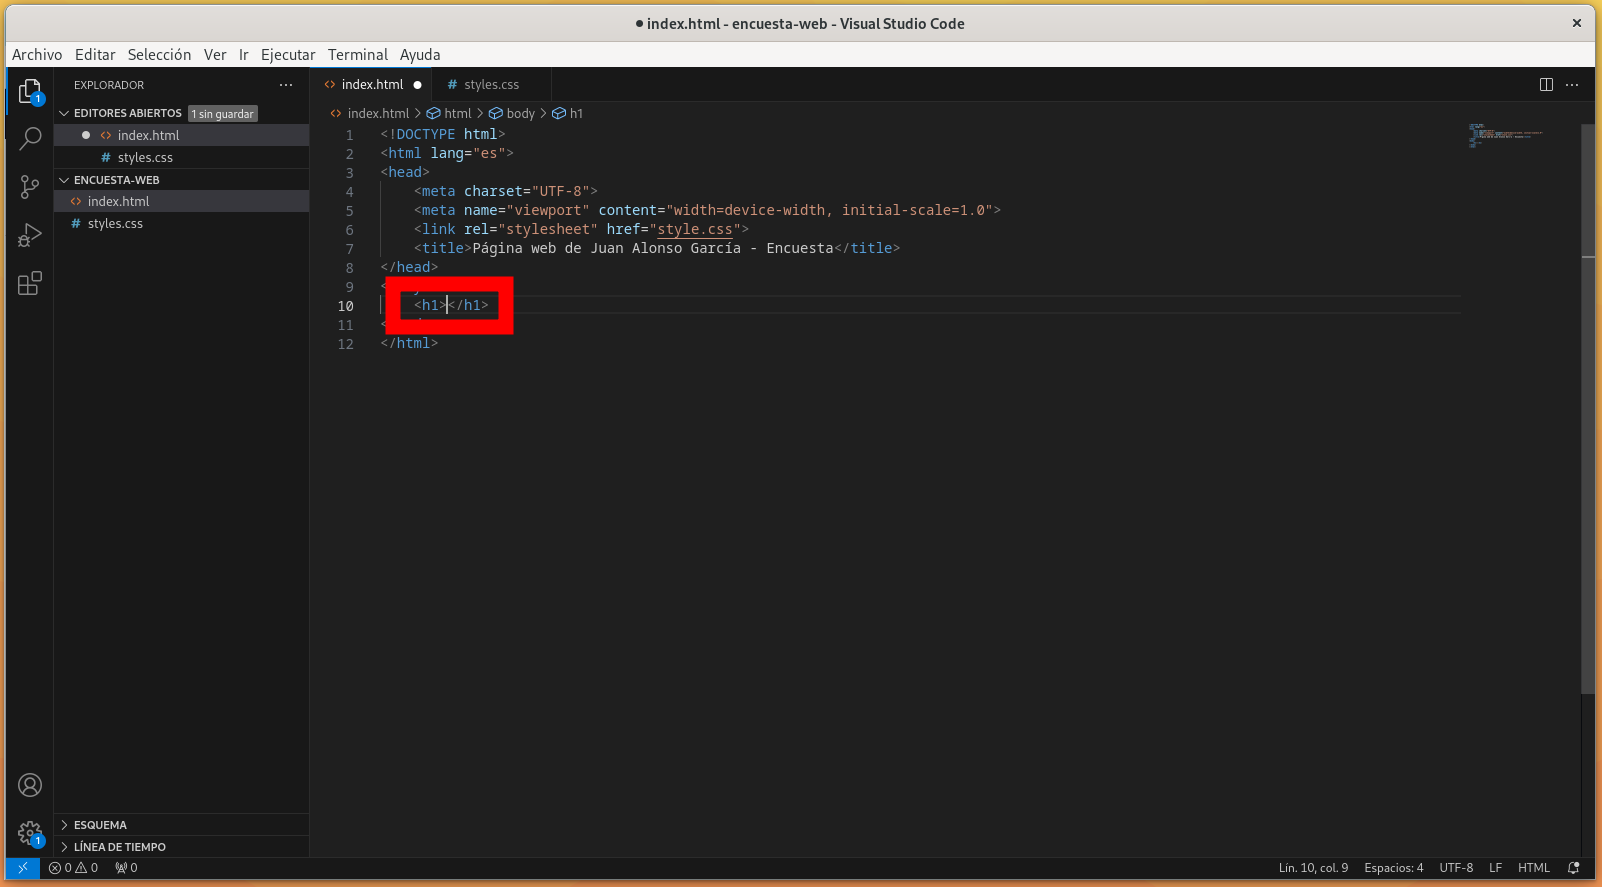 ● index.html - encuesta-web - Visual Studio Code
Archivo Editar Selección Ver Ir Ejecutar Terminal Ayuda
EXPLORADOR
EDITORES ABIERTOS 1 sin guardar
index.html
styles.css
ENCUESTA-WEB
index.html
styles.css
ESQUEMA
LÍNEA DE TIEMPO
index.html
# styles.css
index.html > html > body > h1
1 <!DOCTYPE html>
2 <html lang="es">
3 <head>
4 <meta charset="UTF-8">
5 <meta name="viewport" content="width=device-width, initial-scale=1.0">
6 <link rel="stylesheet" href="style.css">
7 <title>Página web de Juan Alonso García - Encuesta</title>
8 </head>
9 <
10 <h1></h1>
11 <
12 </html>
0 0 0
Lín. 10, col. 9 Espacios: 4 UTF-8 LF HTML